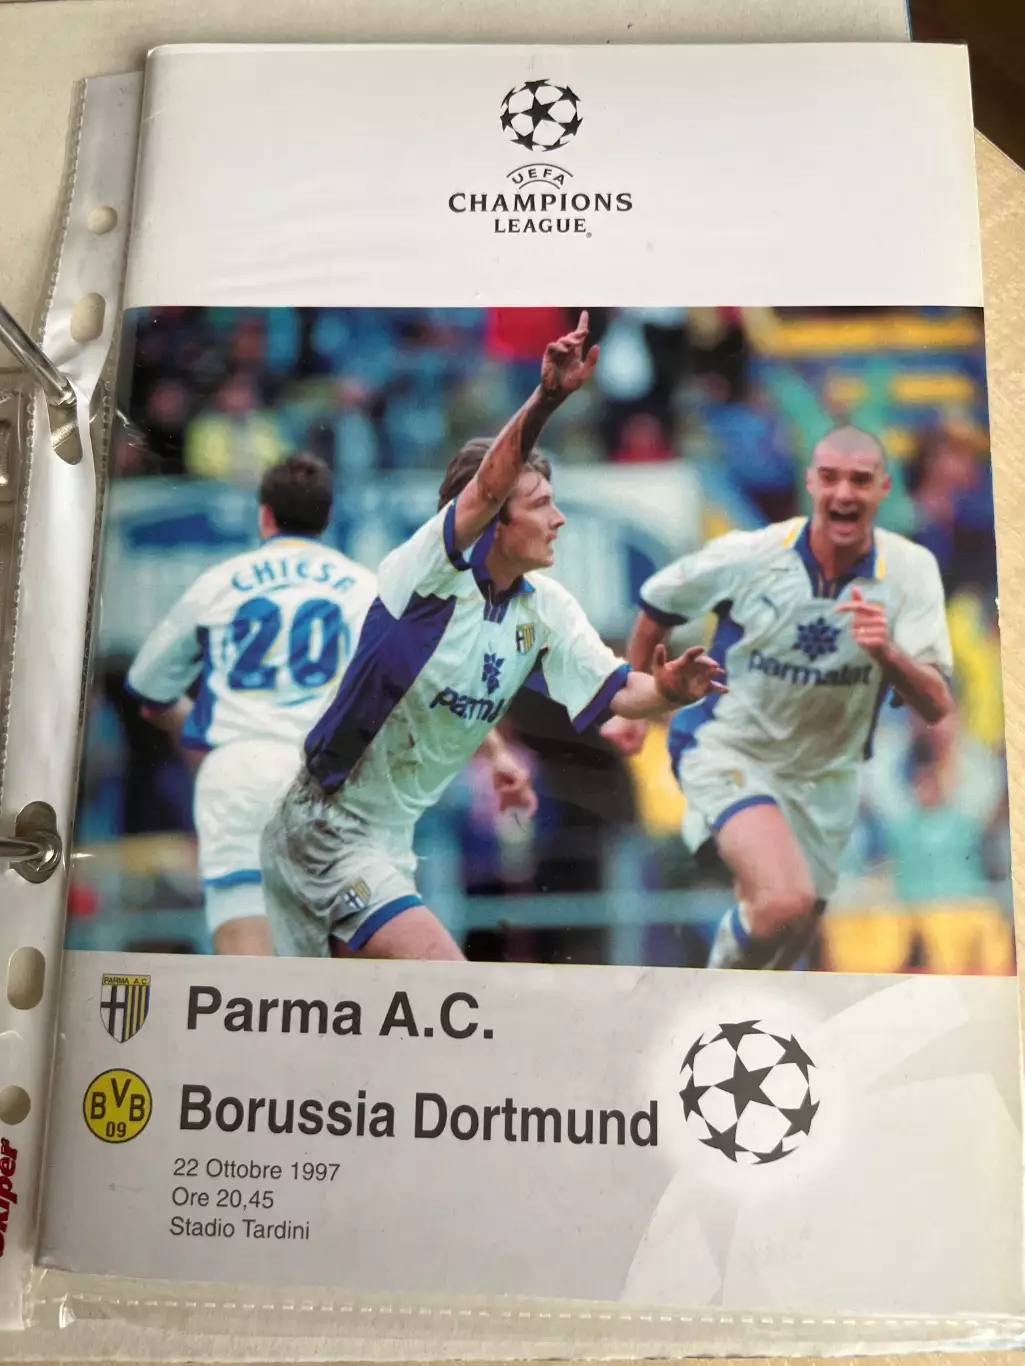 UEFA
CHAMPIONS
LEAGUE®
CHIESA
20
parmalat
PARMA A.C.
Parma A.C.
BVB
09
Borussia Dortmund
22 Ottobre 1997
Ore 20,45
Stadio Tardini
Skiper